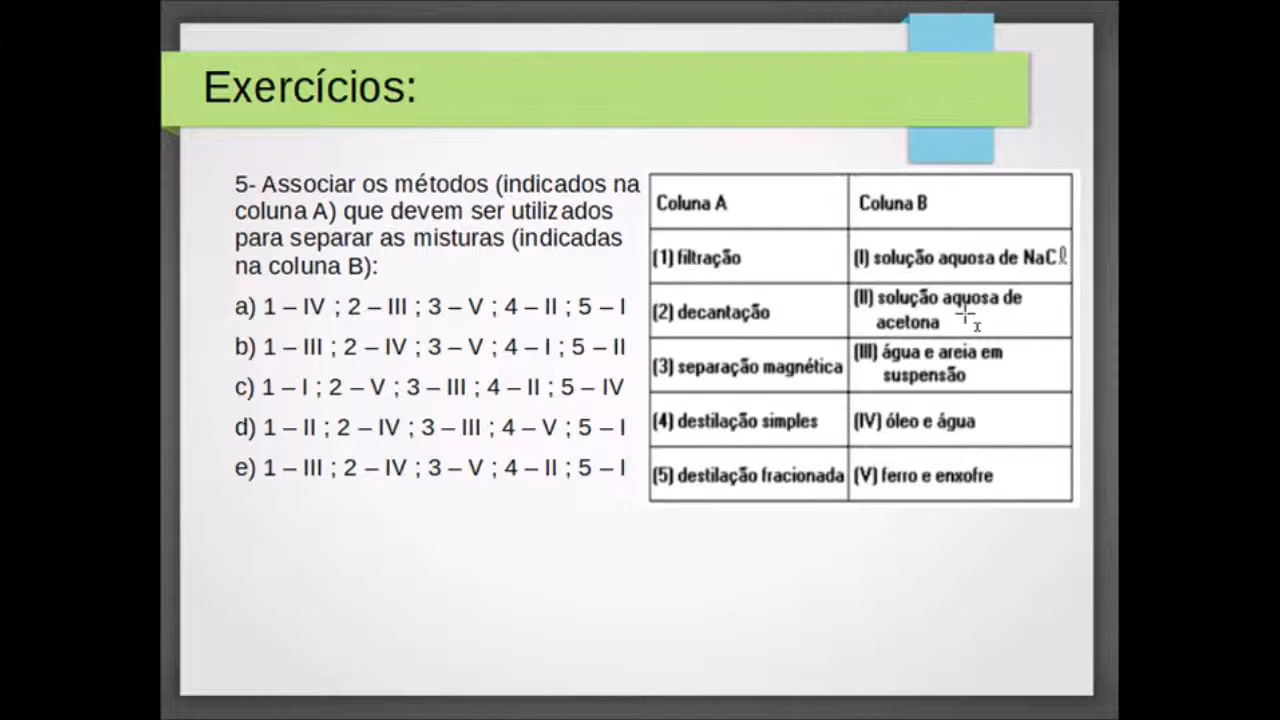 Exercícios:
5- Associar os métodos (indicados na
coluna A) que devem ser utilizados
para separar as misturas (indicadas
na coluna B):
a) 1 – IV ; 2 – III ; 3 – V ; 4 – II ; 5 – I
b) 1 – III ; 2 – IV ; 3 – V ; 4 – I ; 5 – II
c) 1 – I ; 2 – V ; 3 – III ; 4 – II ; 5 – IV
d) 1 – II ; 2 – IV ; 3 – III ; 4 – V ; 5 – I
e) 1 – III ; 2 – IV ; 3 – V ; 4 – II ; 5 – I
Coluna A Coluna B
(1) filtração (I) solução aquosa de NaCℓ
(2) decantação (II) solução aquosa de
acetona
(3) separação magnética (III) água e areia em
suspensão
(4) destilação simples (IV) óleo e água
(5) destilação fracionada (V) ferro e enxofre